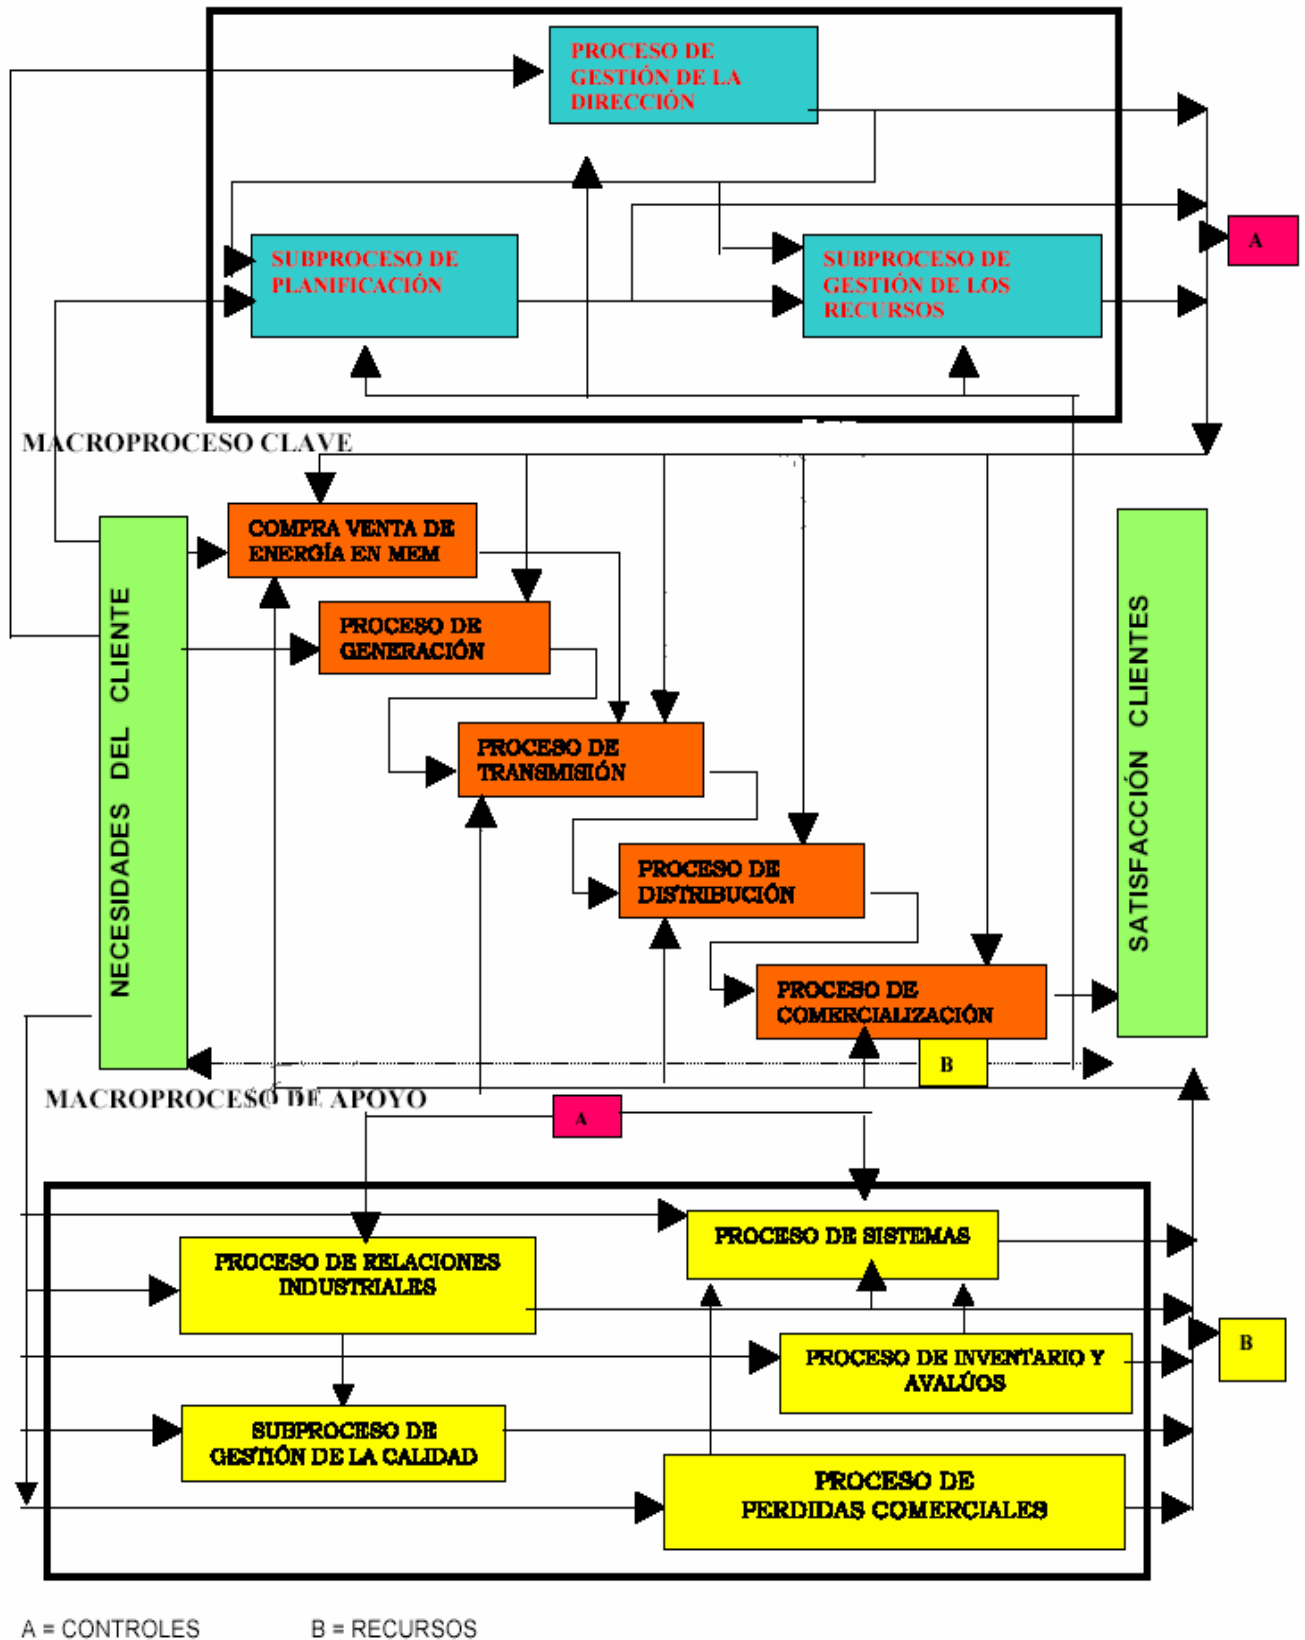 PROCESO DE
GESTIÓN DE LA
DIRECCIÓN
A
SUBPROCESO DE
PLANIFICACIÓN
SUBPROCESO DE
GESTIÓN DE LOS
RECURSOS
MACROPROCESO CLAVE
COMPRA VENTA DE
ENERGÍA EN MEM
PROCESO DE
GENERACIÓN
NECESIDADES DEL CLIENTE
SATISFACCIÓN CLIENTES
PROCESO DE
TRANSMISIÓN
PROCESO DE
DISTRIBUCIÓN
PROCESO DE
COMERCIALIZACIÓN
B
MACROPROCESO DE APOYO
A
PROCESO DE SISTEMAS
PROCESO DE RELACIONES
INDUSTRIALES
B
PROCESO DE INVENTARIO Y
AVALÚOS
SUBPROCESO DE
GESTIÓN DE LA CALIDAD
PROCESO DE
PERDIDAS COMERCIALES
A = CONTROLES
B = RECURSOS